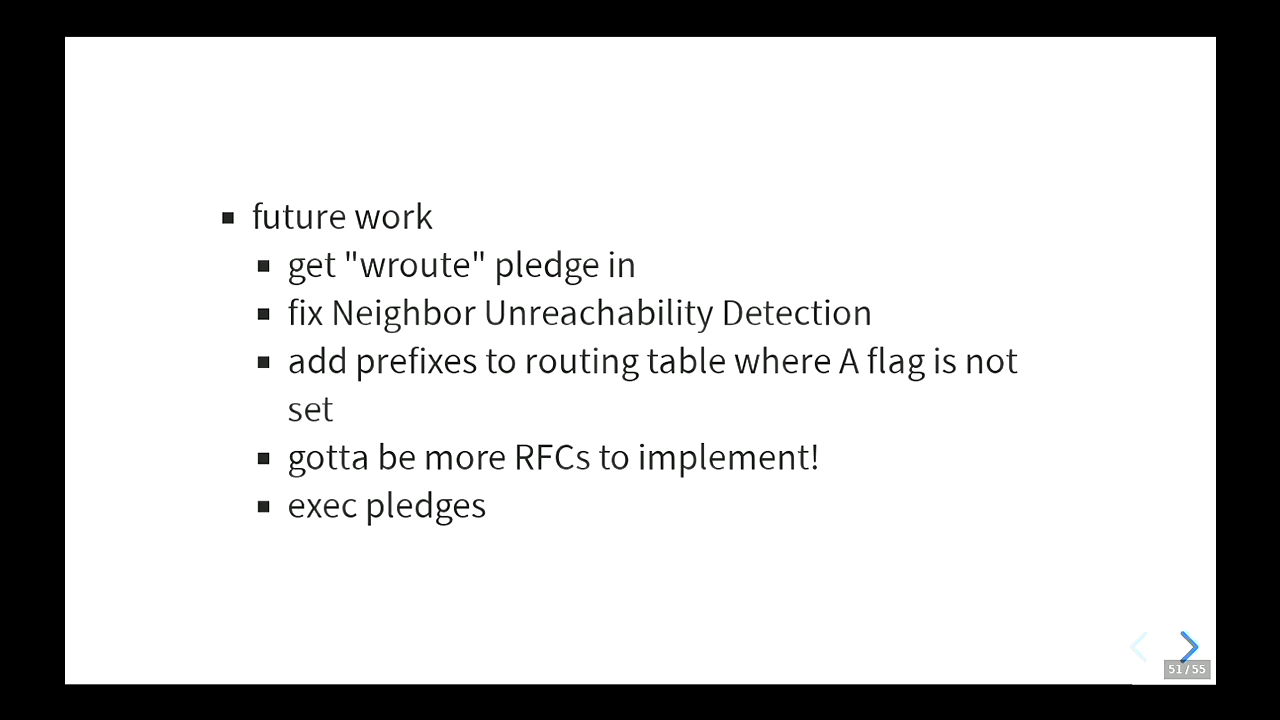 ▪ future work
▪ get "wroute" pledge in
▪ fix Neighbor Unreachability Detection
▪ add prefixes to routing table where A flag is not
set
▪ gotta be more RFCs to implement!
▪ exec pledges
51 / 55